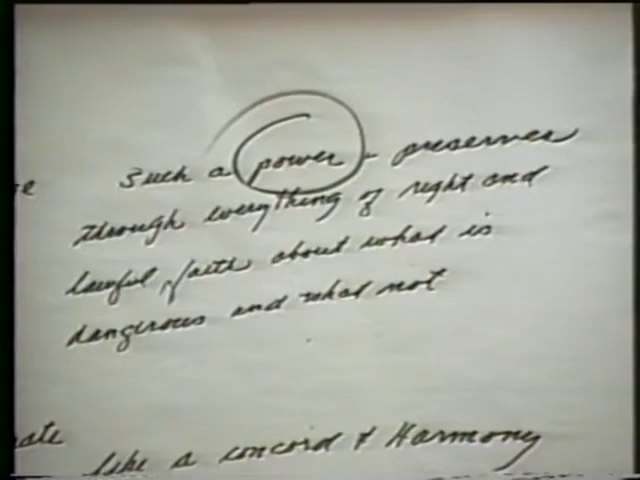 Such a power - preserves
through everything of right and
lawful, faith about what is
dangerous and what not
ate
like a concord & Harmony